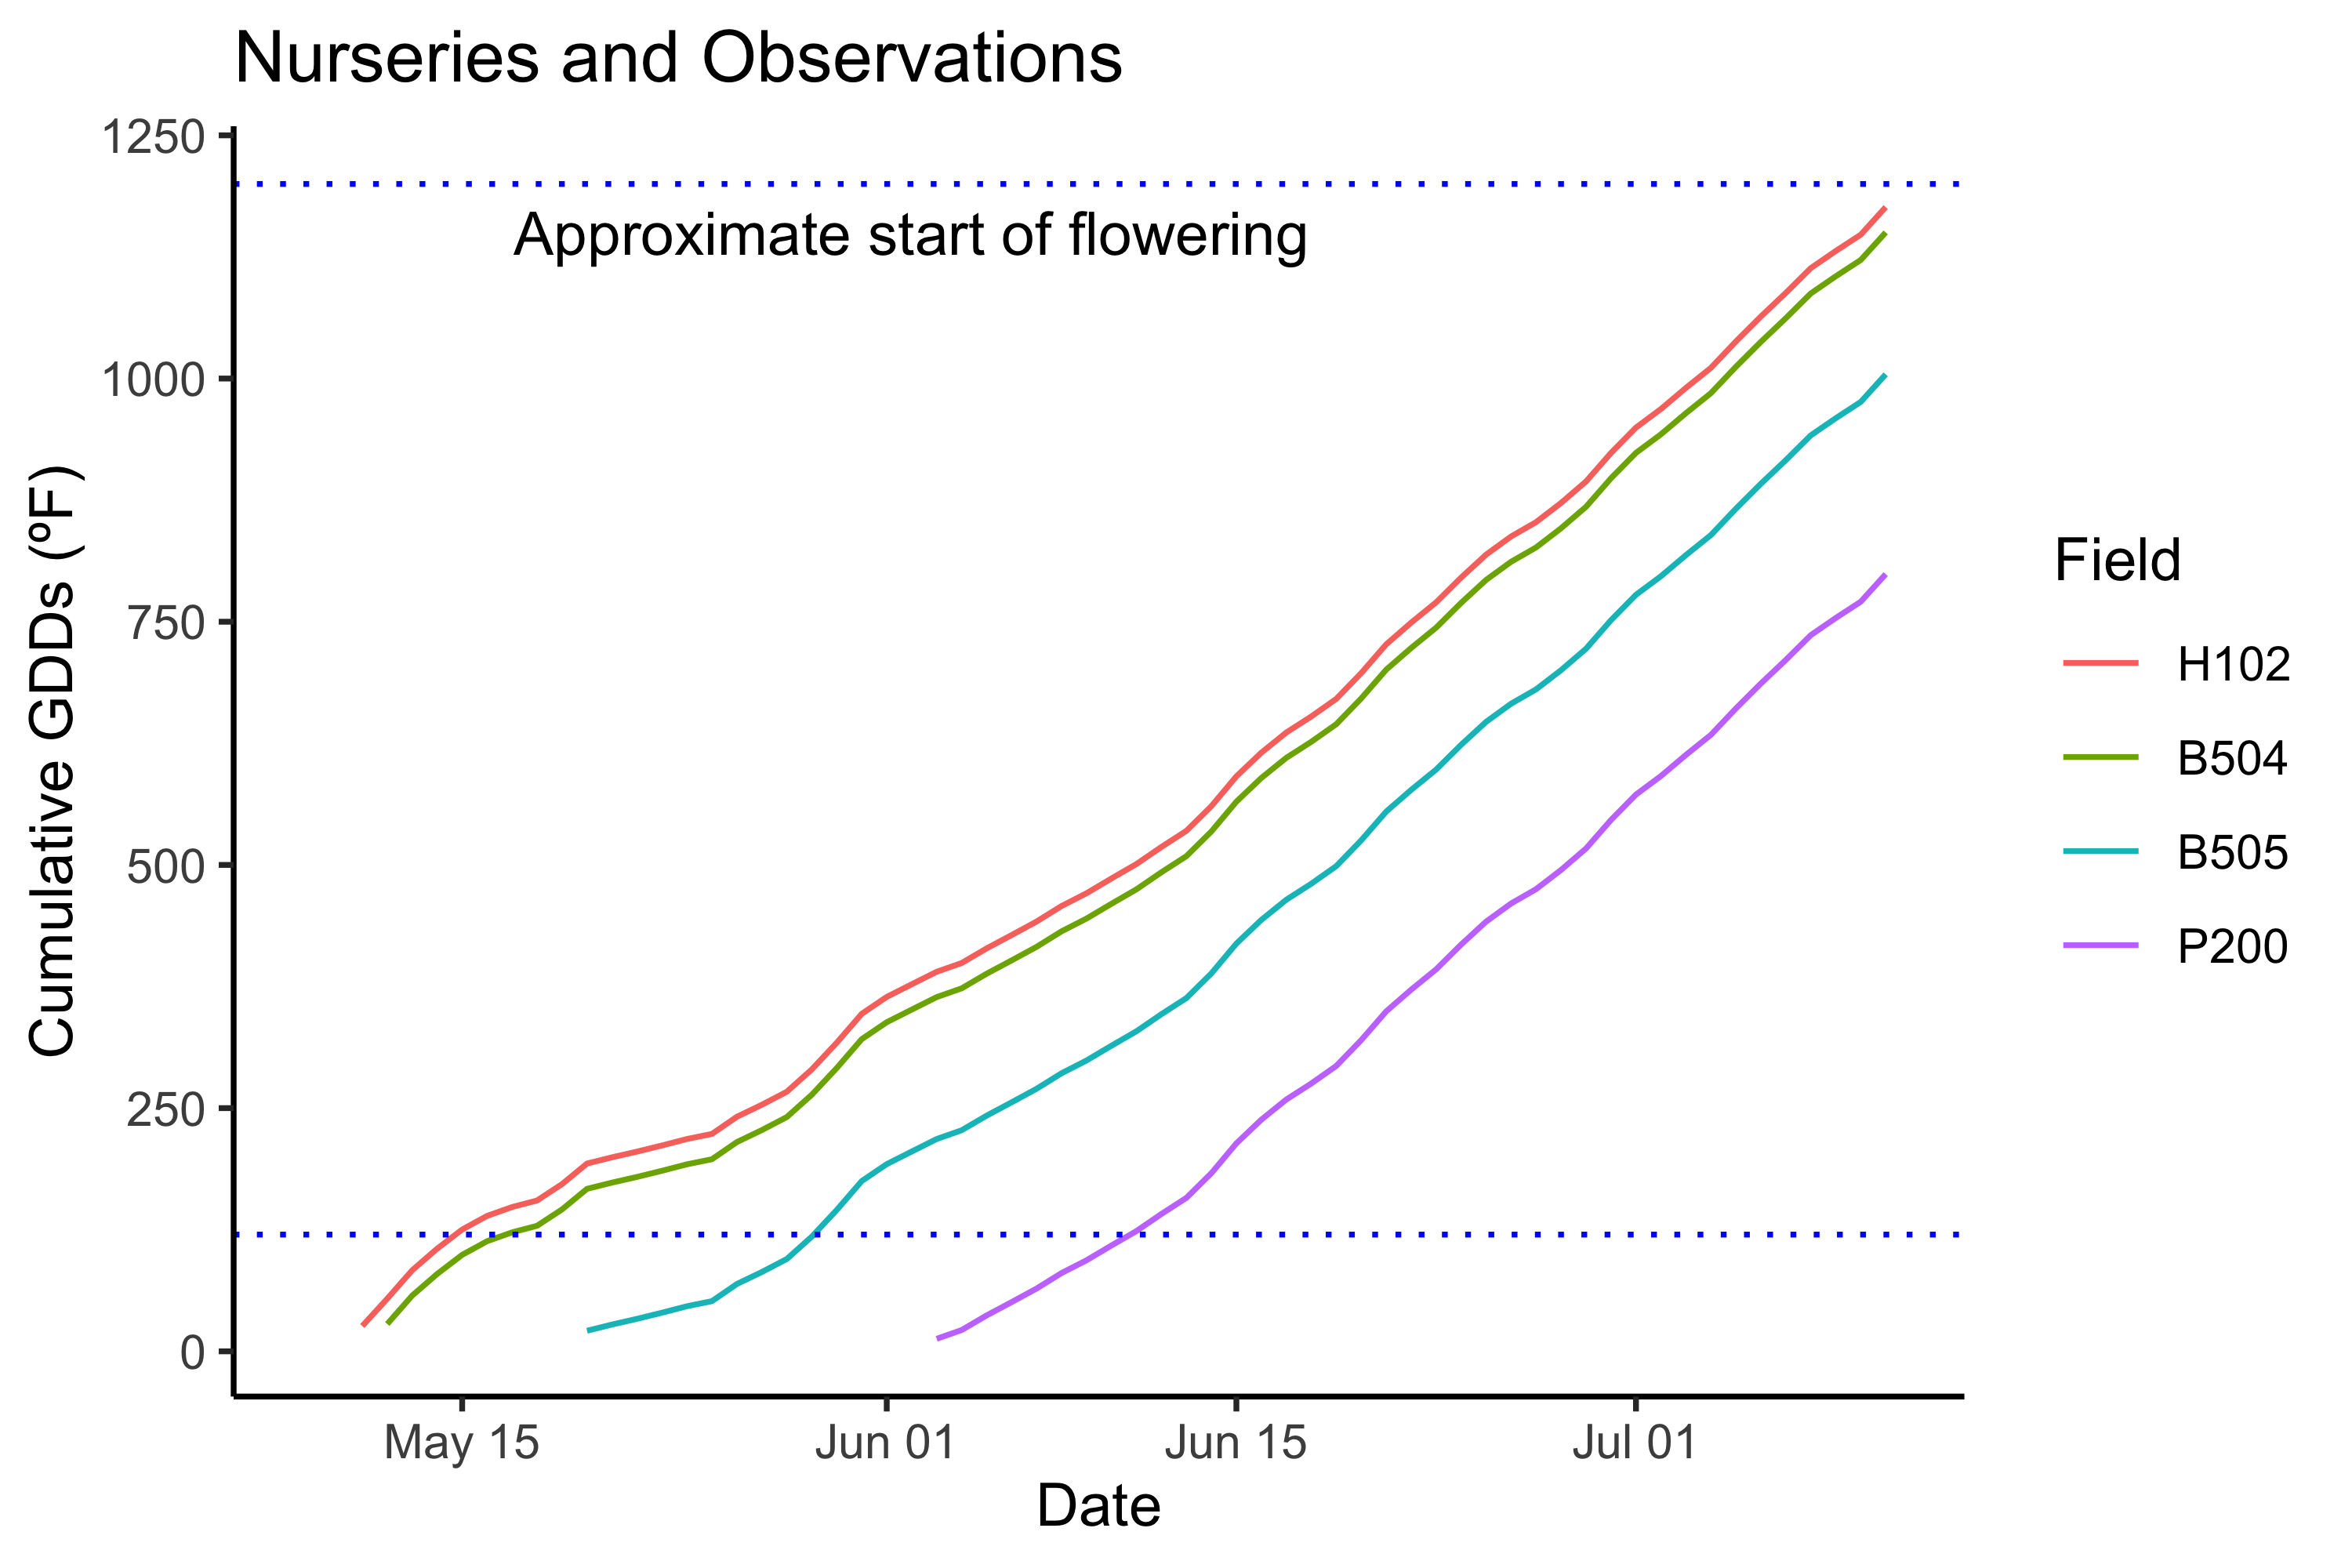 Nurseries and Observations
1250
1000
750
500
250
0
Cumulative GDDs (ºF)
Approximate start of flowering
May 15
Jun 01
Jun 15
Jul 01
Date
Field
H102
B504
B505
P200